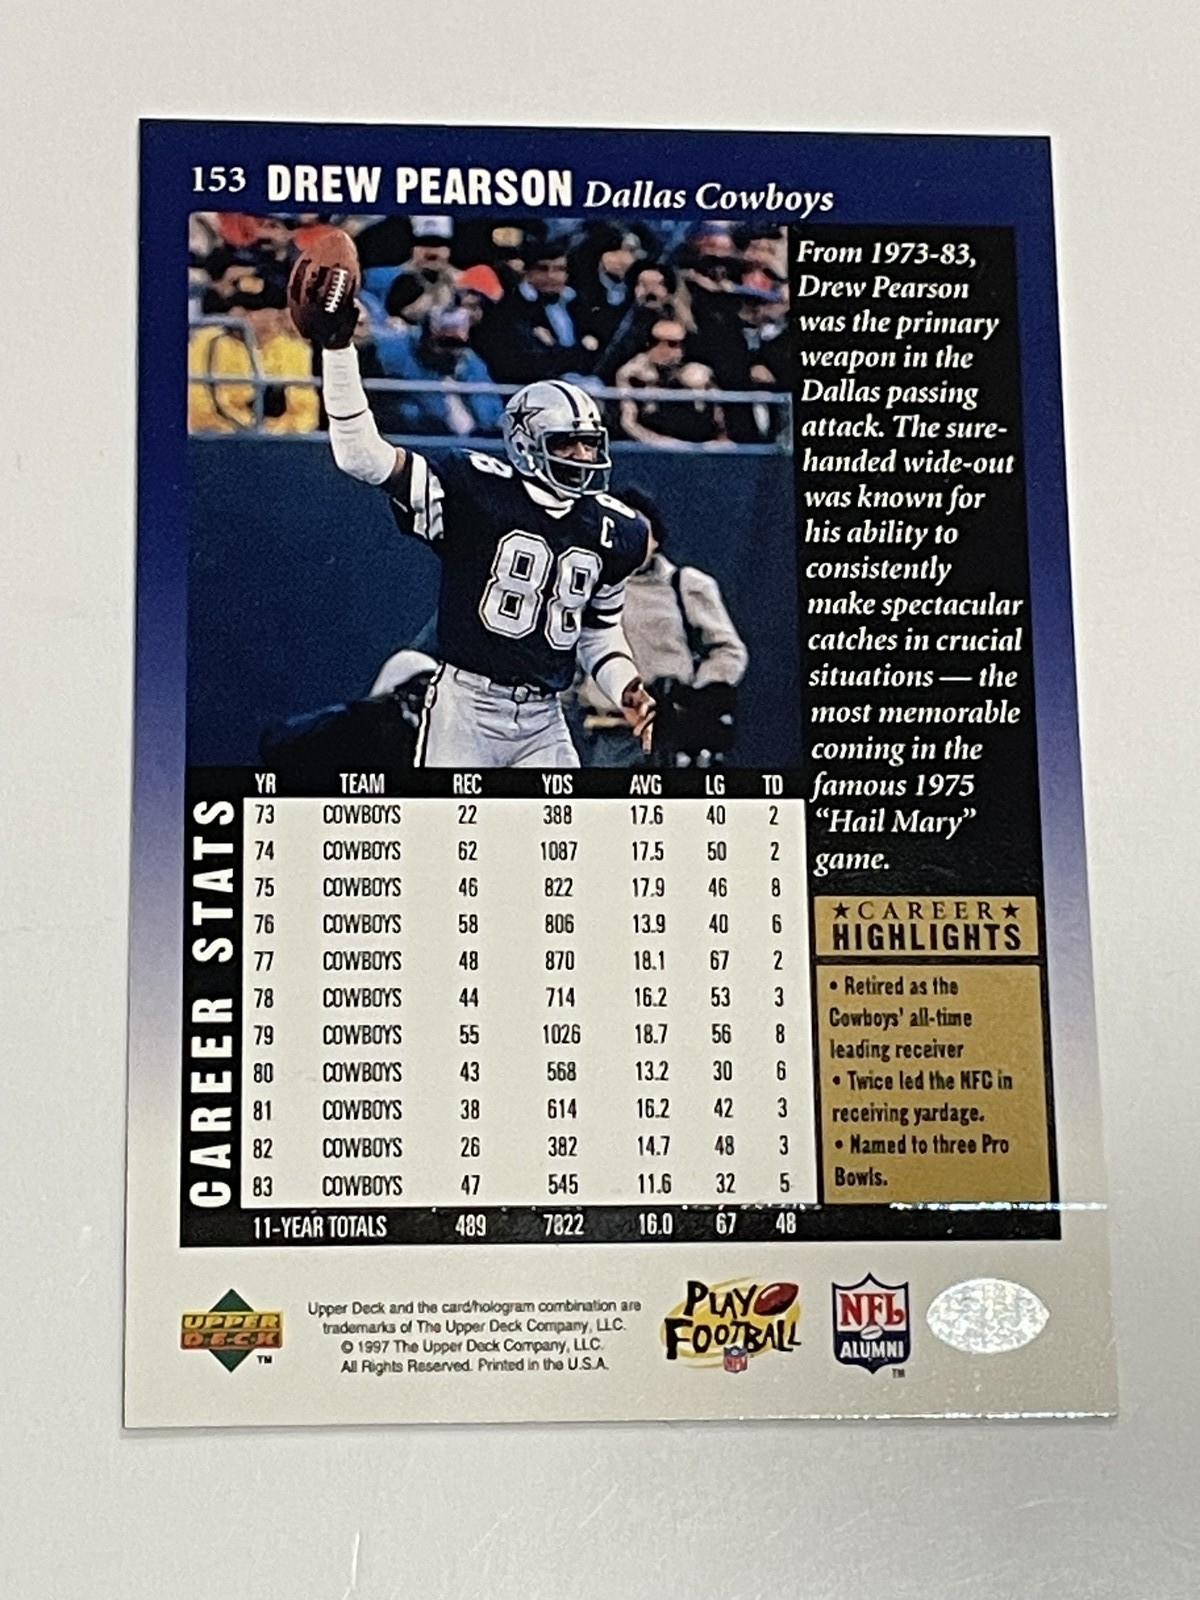 153 DREW PEARSON Dallas Cowboys
From 1973-83,
Drew Pearson
was the primary
weapon in the
Dallas passing
attack. The sure-
handed wide-out
was known for
his ability to
consistently
make spectacular
catches in crucial
situations — the
most memorable
coming in the
famous 1975
“Hail Mary”
game.
88
C
88
CAREER STATS
YR TEAM REC YDS AVG LG TD
73 COWBOYS 22 388 17.6 40 2
74 COWBOYS 62 1087 17.5 50 2
75 COWBOYS 46 822 17.9 46 8
76 COWBOYS 58 806 13.9 40 6
77 COWBOYS 48 870 18.1 67 2
78 COWBOYS 44 714 16.2 53 3
79 COWBOYS 55 1026 18.7 56 8
80 COWBOYS 43 568 13.2 30 6
81 COWBOYS 38 614 16.2 42 3
82 COWBOYS 26 382 14.7 48 3
83 COWBOYS 47 545 11.6 32 5
11-YEAR TOTALS 489 7822 16.0 67 48
★CAREER★
HIGHLIGHTS
• Retired as the
Cowboys' all-time
leading receiver
• Twice led the NFC in
receiving yardage.
• Named to three Pro
Bowls.
UPPER
DECK
™
Upper Deck and the card/hologram combination are
trademarks of The Upper Deck Company, LLC.
© 1997 The Upper Deck Company, LLC.
All Rights Reserved. Printed in the U.S.A.
PLAY
FOOTBALL
NFL
NFL
ALUMNI
™